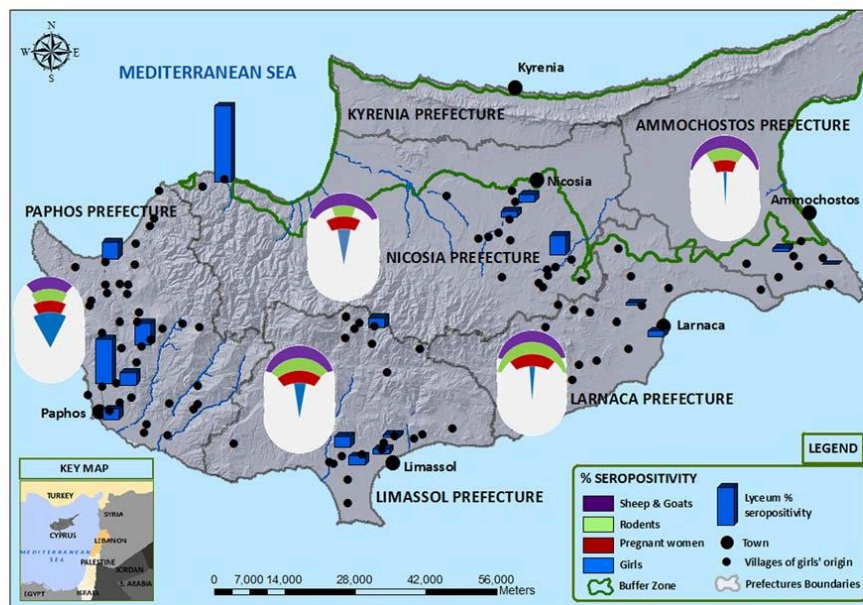 N
W
E
S
MEDITERRANEAN SEA
Kyrenia
KYRENIA PREFECTURE
AMMOCHOSTOS PREFECTURE
Nicosia
PAPHOS PREFECTURE
Ammochostos
NICOSIA PREFECTURE
Larnaca
LARNACA PREFECTURE
Paphos
Limassol
LIMASSOL PREFECTURE
LEGEND
% SEROPOSITIVITY
Sheep & Goats
Rodents
Pregnant women
Girls
Buffer Zone
Lyceum %
seropositivity
Town
Villages of girls' origin
Prefectures Boundaries
KEY MAP
TURKEY
SYRIA
CYPRUS
LEBANON
MEDITERRANEAN
SEA
PALESTINE
JORDAN
S. ARABIA
EGYPT
ISRAEL
0 7,000 14,000 28,000 42,000 56,000
Meters